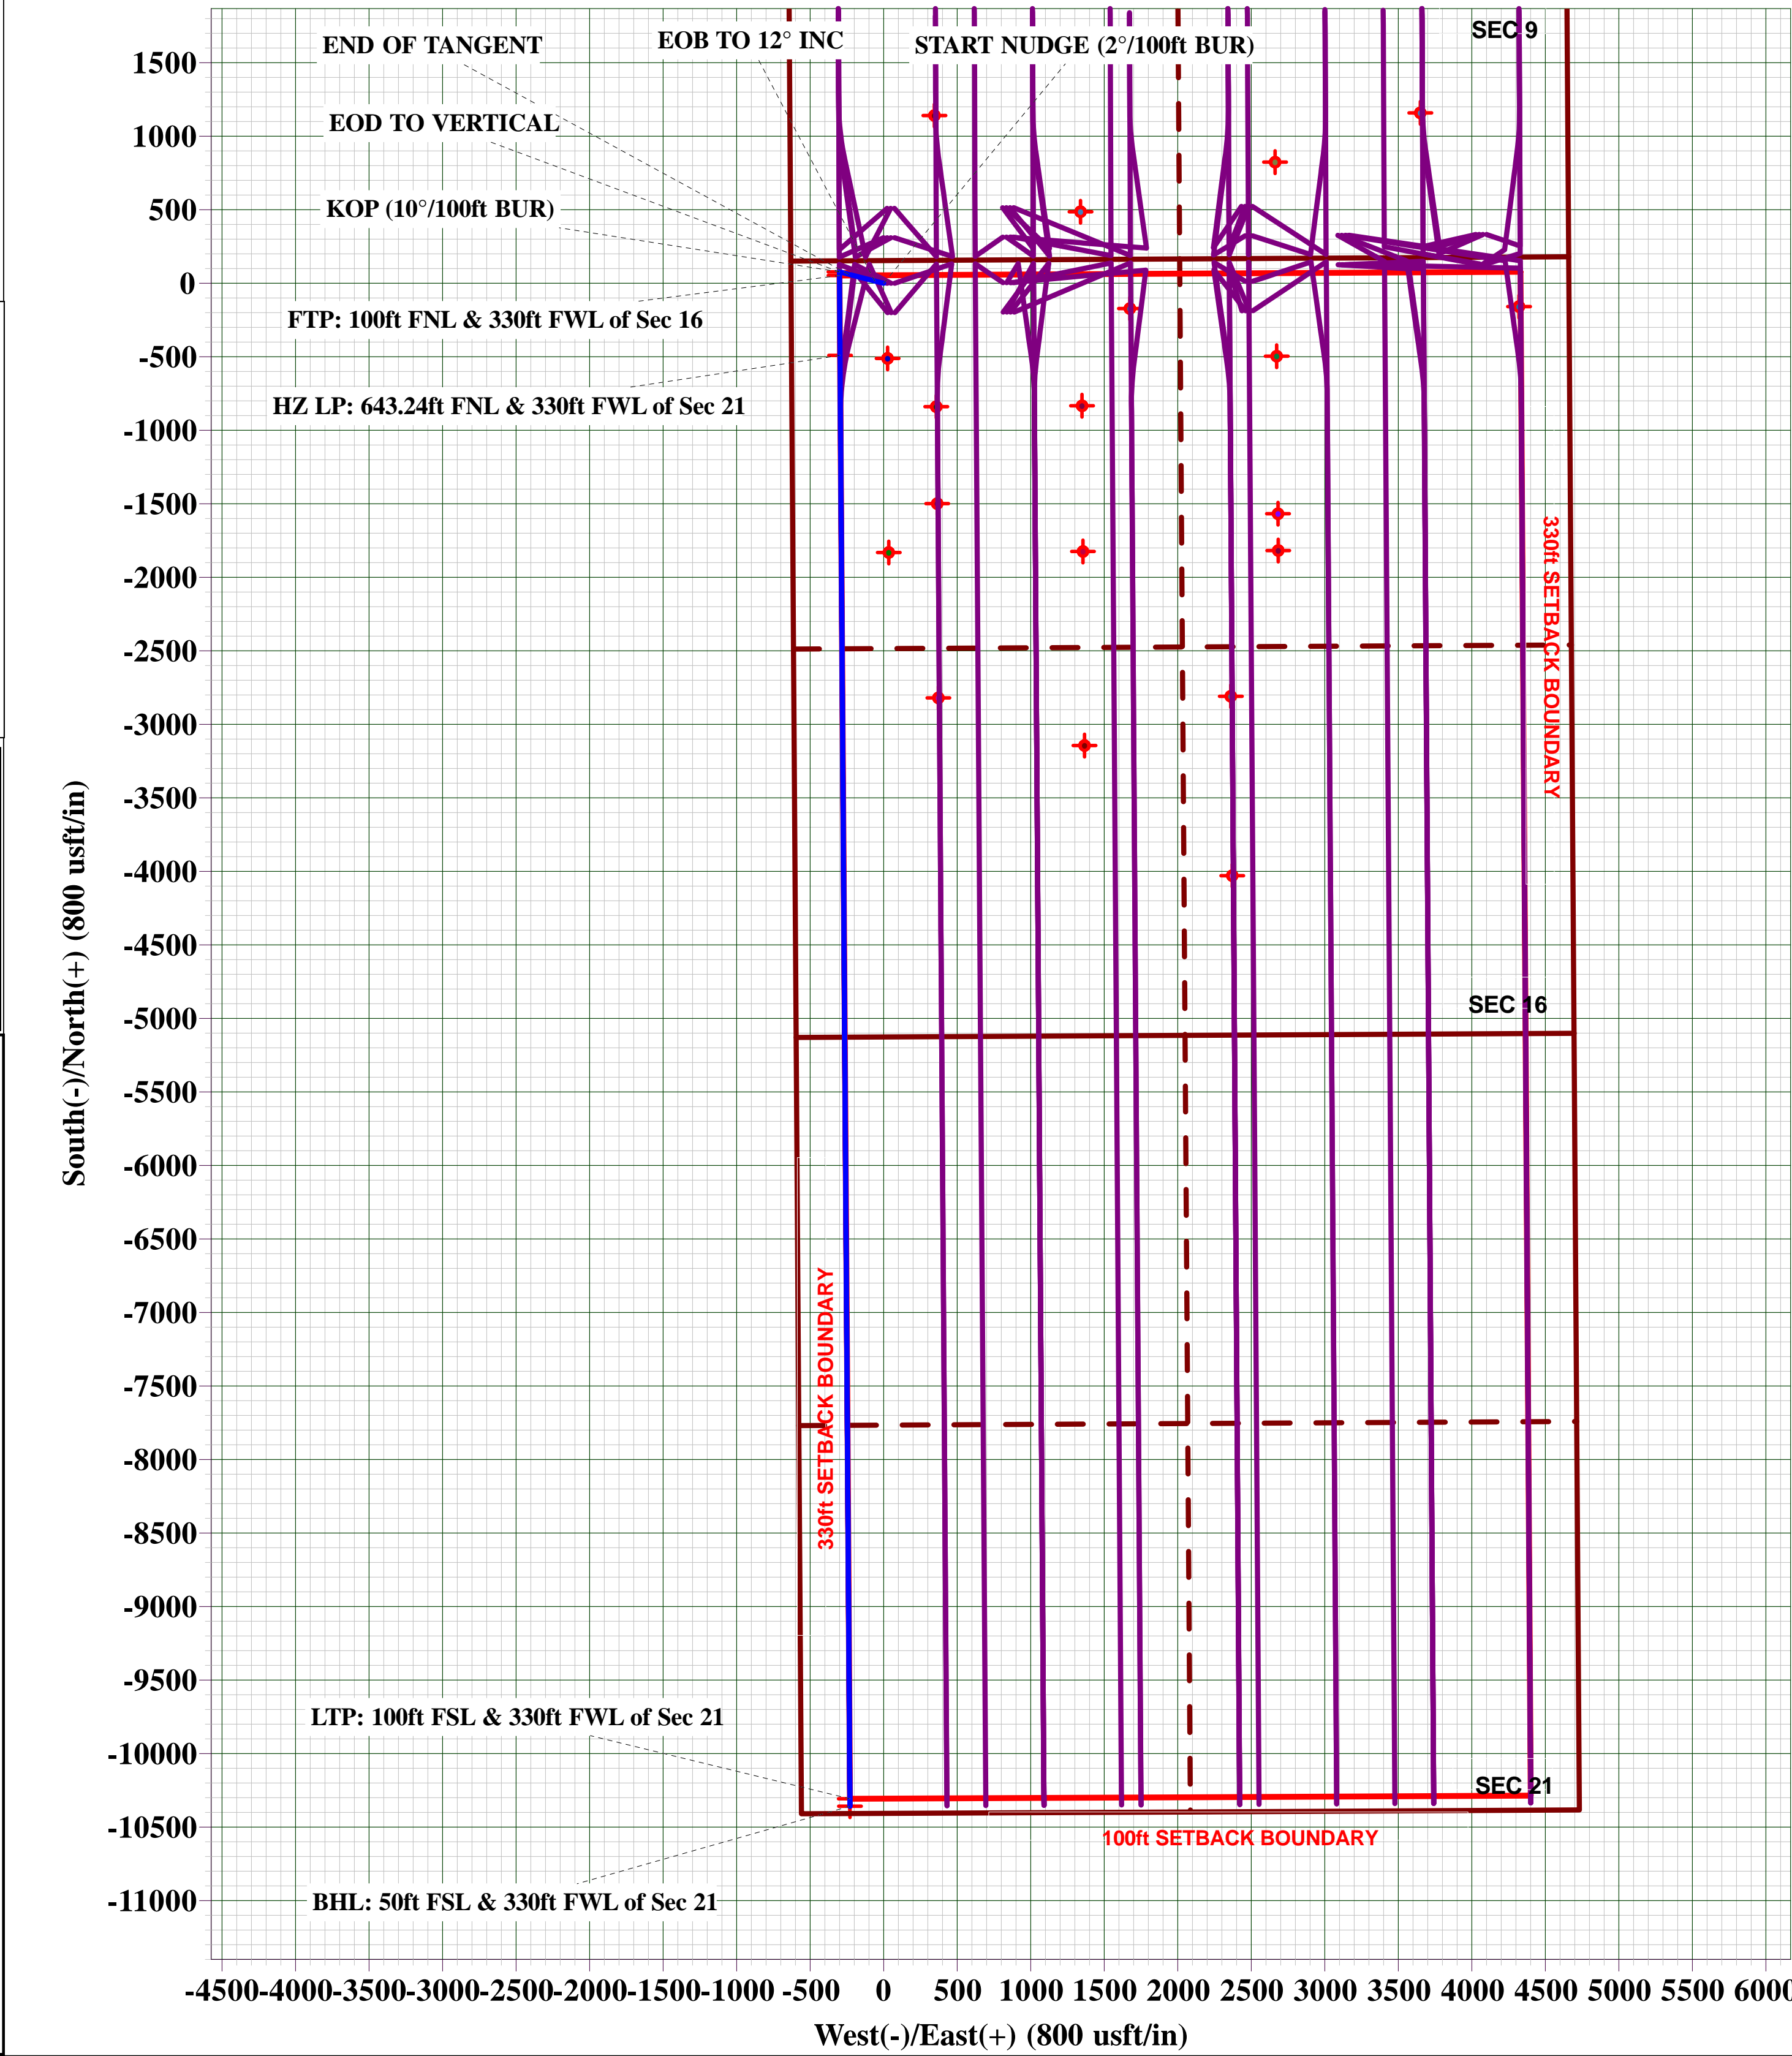 SEC 9
END OF TANGENT
EOB TO 12° INC
START NUDGE (2°/100ft BUR)
EOD TO VERTICAL
KOP (10°/100ft BUR)
FTP: 100ft FNL & 330ft FWL of Sec 16
HZ LP: 643.24ft FNL & 330ft FWL of Sec 21
330ft SETBACK BOUNDARY
SEC 16
330ft SETBACK BOUNDARY
LTP: 100ft FSL & 330ft FWL of Sec 21
SEC 21
100ft SETBACK BOUNDARY
BHL: 50ft FSL & 330ft FWL of Sec 21
South(-)/North(+) (800 usft/in)
1500
1000
500
0
-500
-1000
-1500
-2000
-2500
-3000
-3500
-4000
-4500
-5000
-5500
-6000
-6500
-7000
-7500
-8000
-8500
-9000
-9500
-10000
-10500
-11000
-4500 -4000 -3500 -3000 -2500 -2000 -1500 -1000 -500 0 500 1000 1500 2000 2500 3000 3500 4000 4500 5000 5500 6000
West(-)/East(+) (800 usft/in)